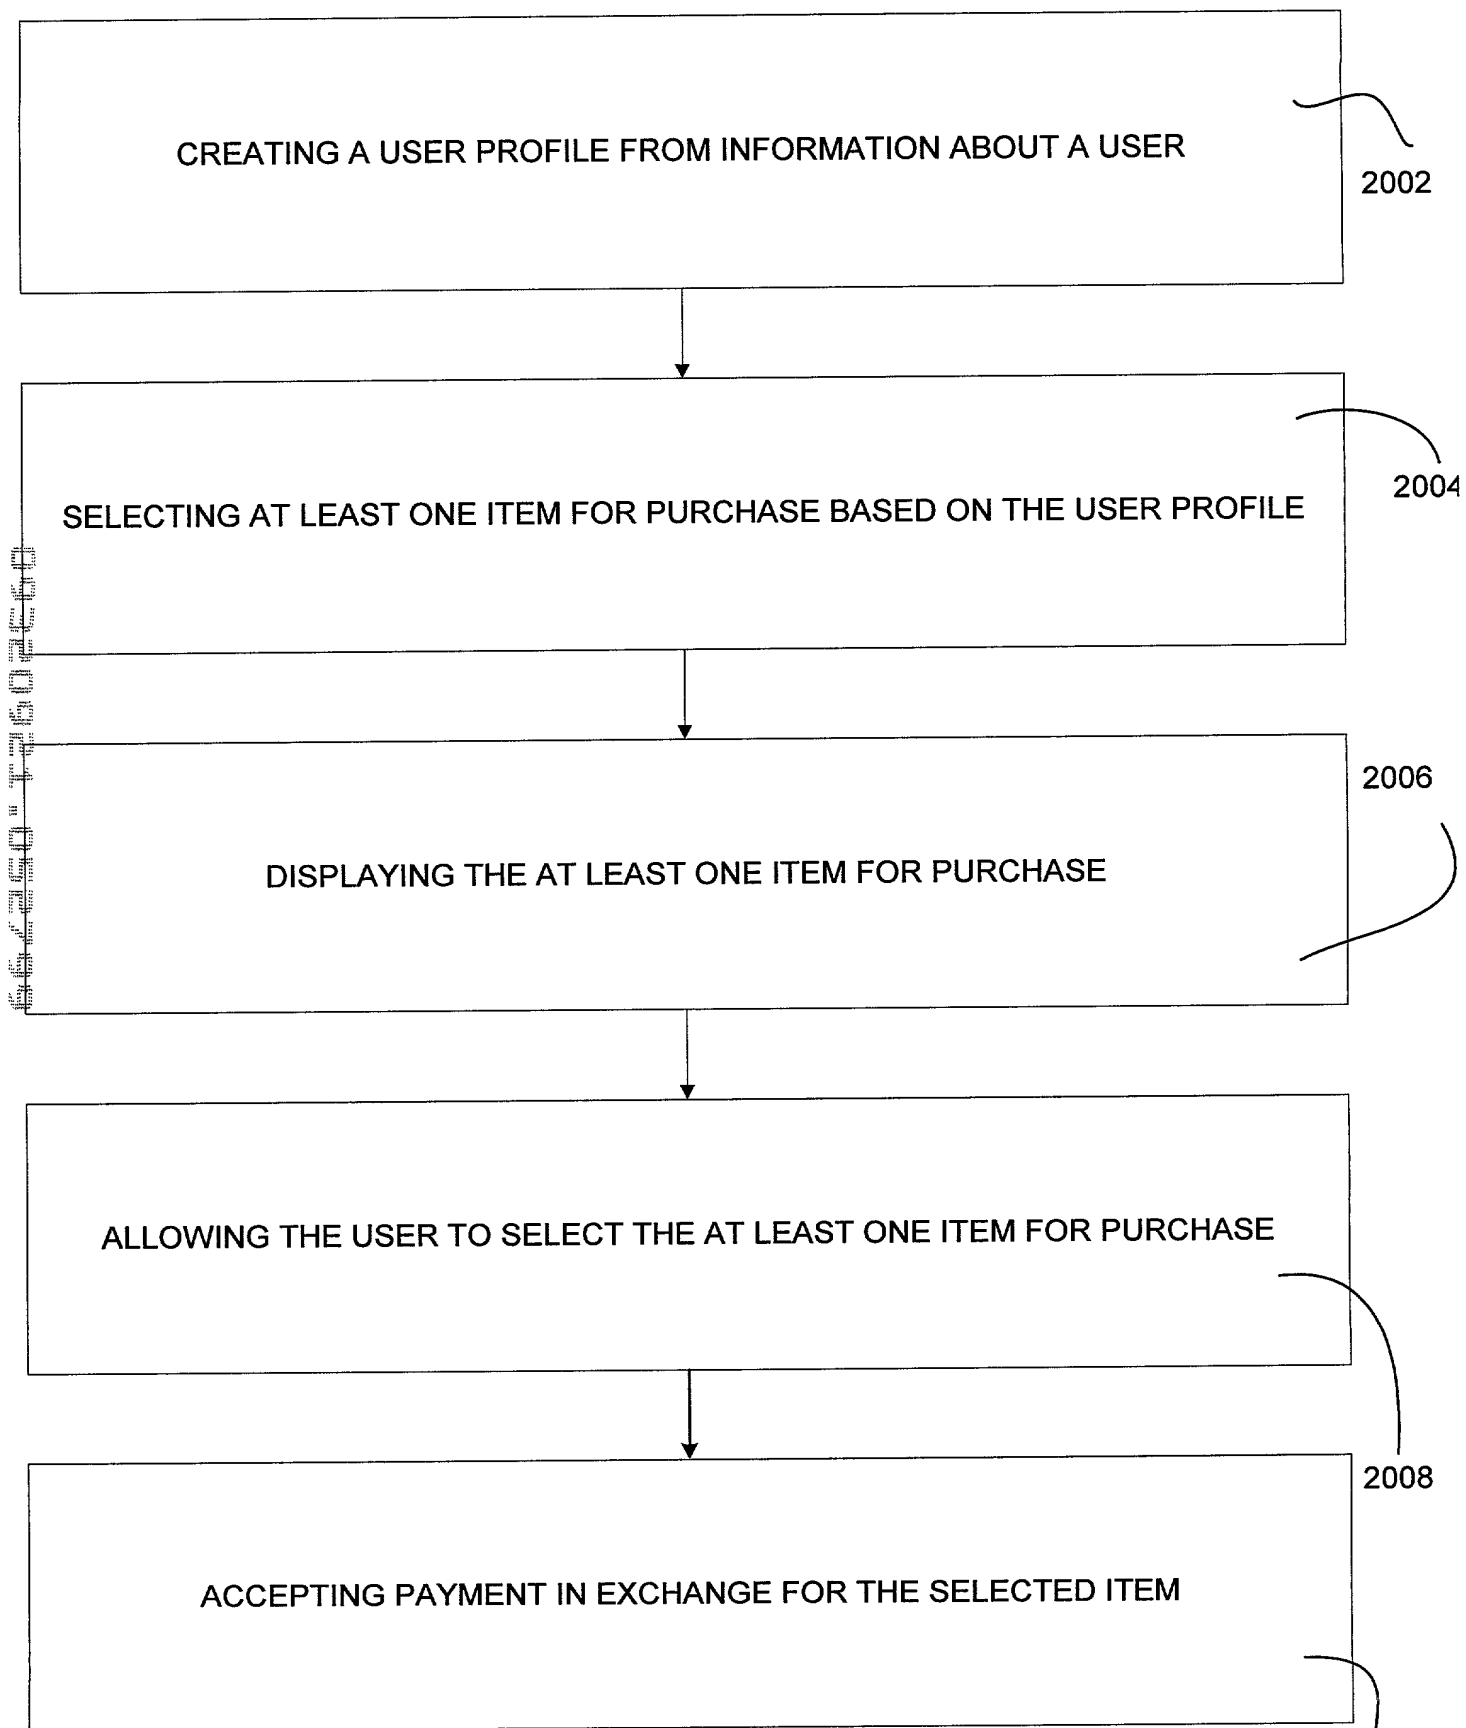 CREATING A USER PROFILE FROM INFORMATION ABOUT A USER
2002
SELECTING AT LEAST ONE ITEM FOR PURCHASE BASED ON THE USER PROFILE
2004
2006
DISPLAYING THE AT LEAST ONE ITEM FOR PURCHASE
ALLOWING THE USER TO SELECT THE AT LEAST ONE ITEM FOR PURCHASE
2008
ACCEPTING PAYMENT IN EXCHANGE FOR THE SELECTED ITEM